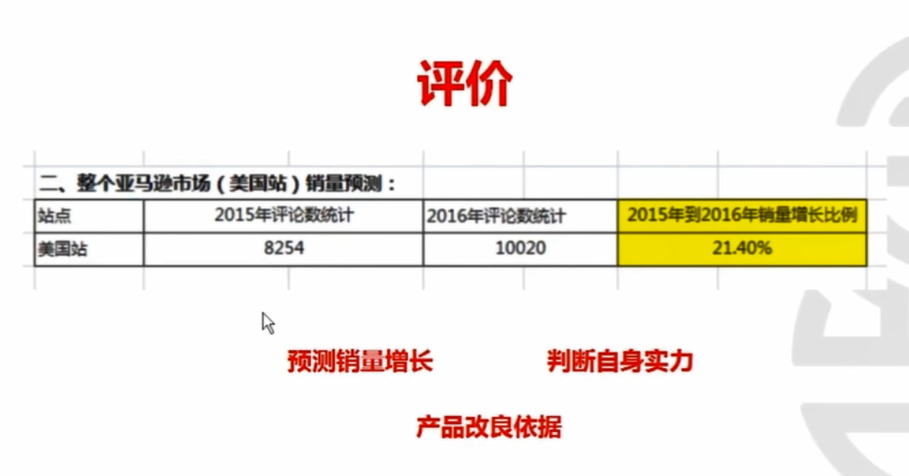 评价
二、整个亚马逊市场（美国站）销量预测：
站点 2015年评论数统计 2016年评论数统计 2015年到2016年销量增长比例
美国站 8254 10020 21.40%
预测销量增长 判断自身实力
产品改良依据